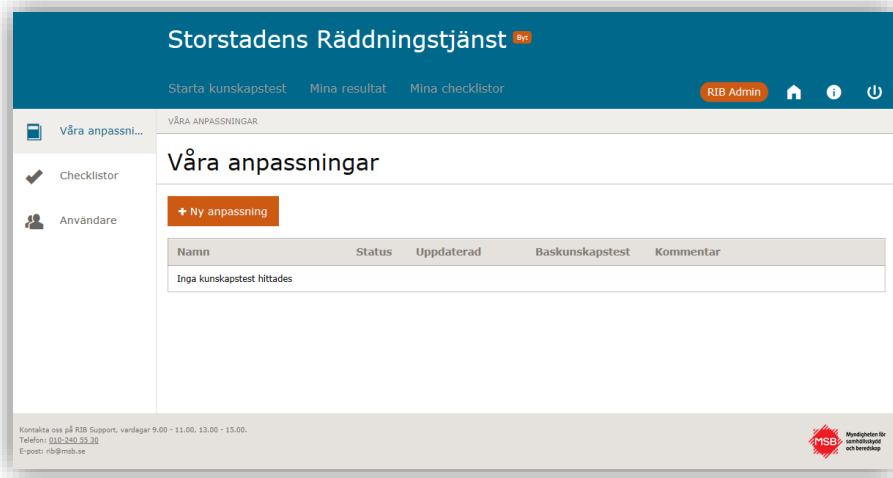 Storstadens Räddningstjänst Byt
Starta kunskapstest Mina resultat Mina checklistor RIB Admin
Våra anpassni...
Checklistor
Användare
VÅRA ANPASSNINGAR
Våra anpassningar
+ Ny anpassning
Namn Status Uppdaterad Baskunskapstest Kommentar
Inga kunskapstest hittades
Kontakta oss på RIB Support, vardagar 9.00 - 11.00, 13.00 - 15.00.
Telefon: 010-240 55 30
E-post: rib@msb.se
MSB
Myndigheten för
samhällsskydd
och beredskap